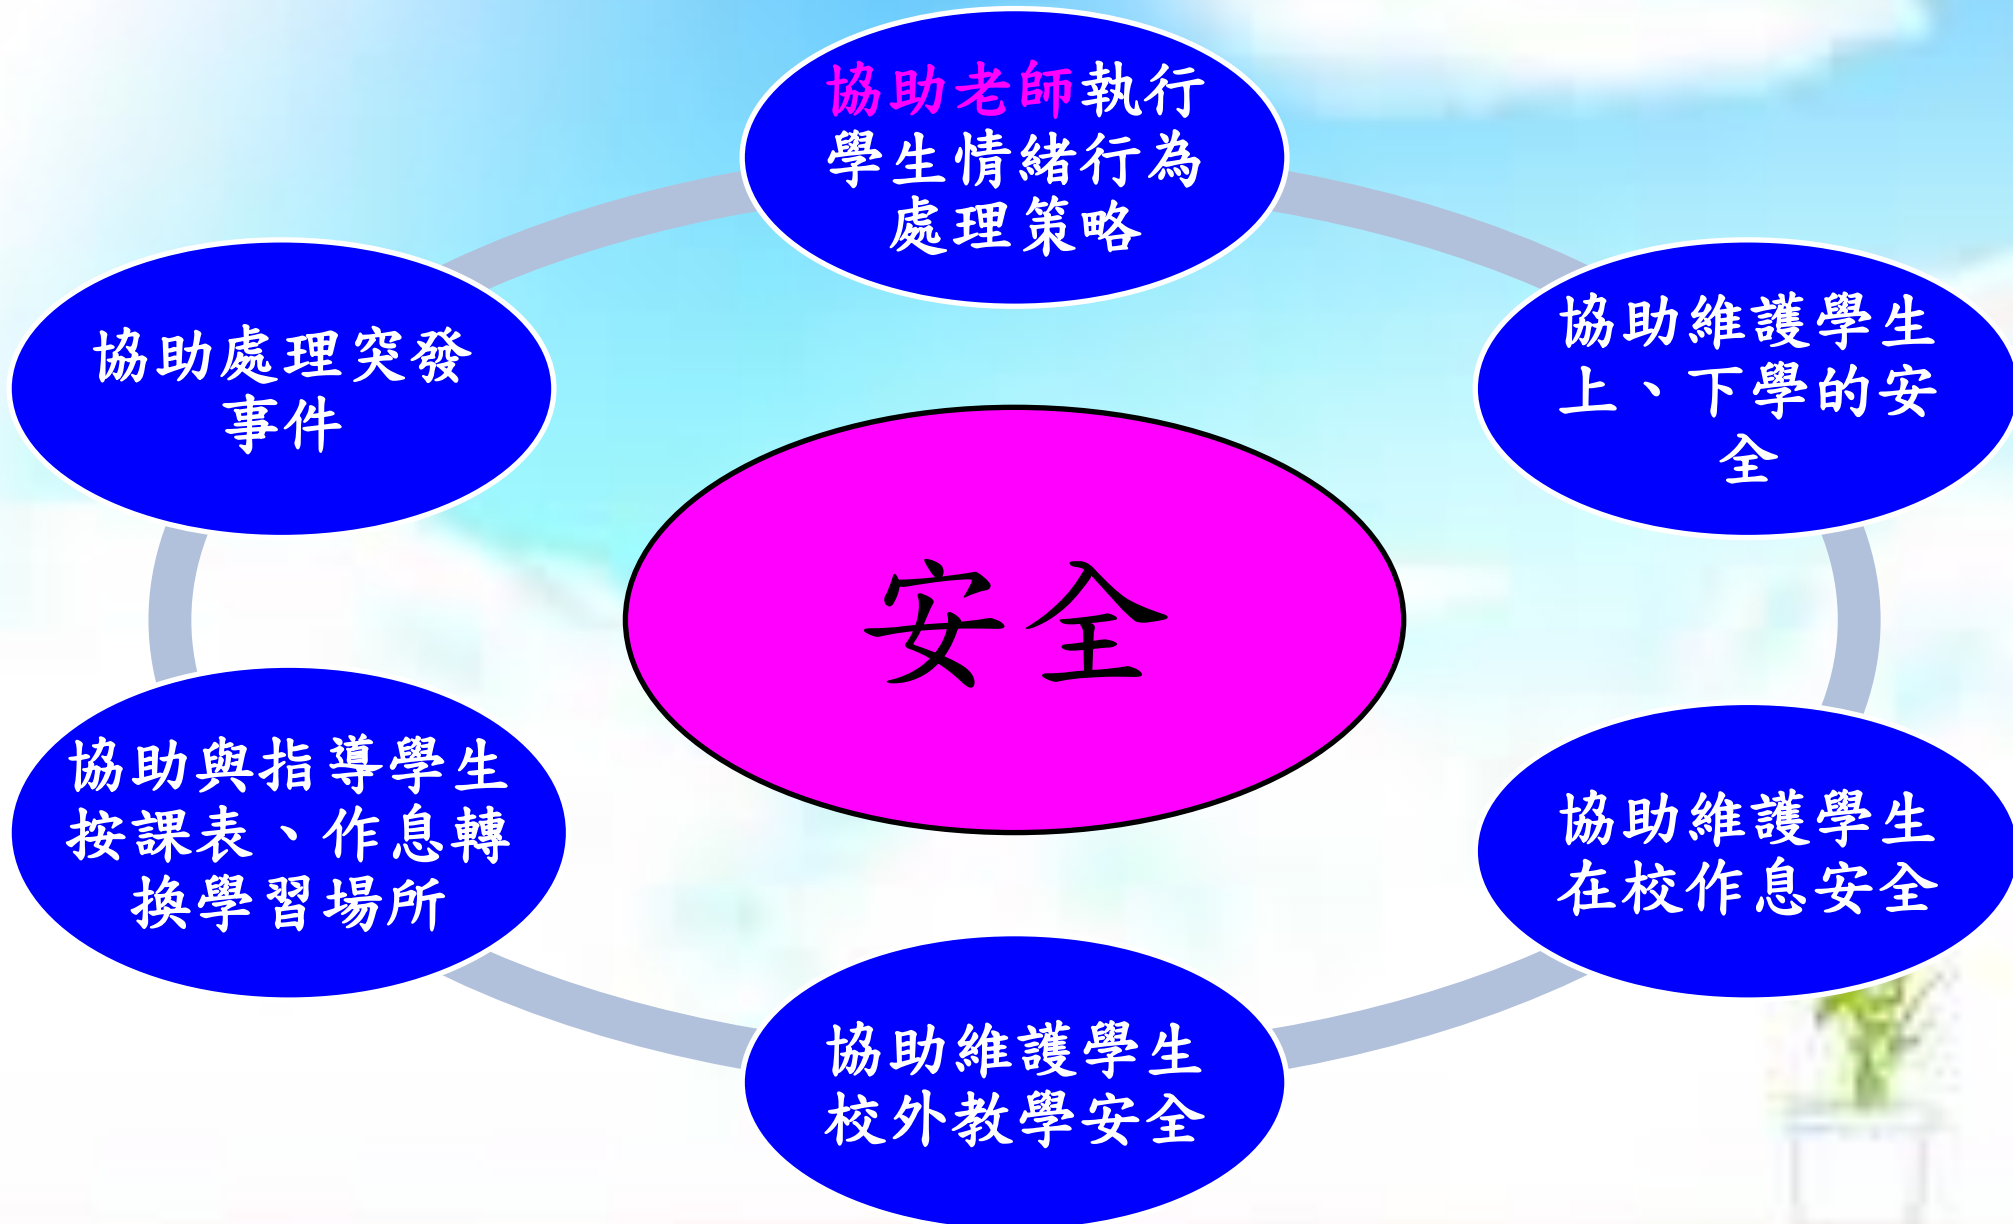 協助老師執行
學生情緒行為
處理策略
協助維護學生
上、下學的安
全
協助維護學生
在校作息安全
協助維護學生
校外教學安全
協助與指導學生
按課表、作息轉
換學習場所
協助處理突發
事件
安全